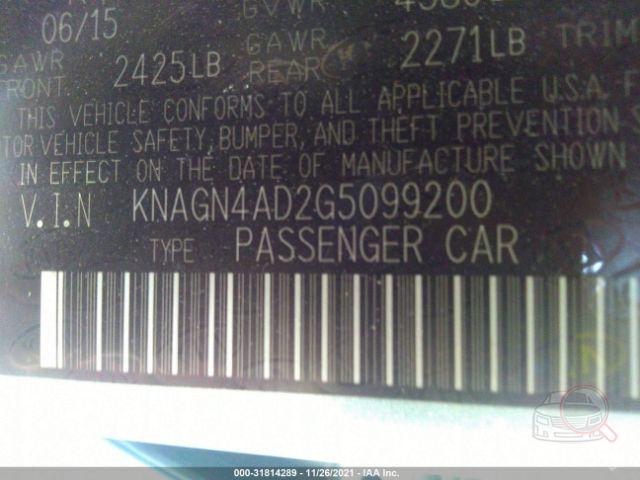 06/15
GAWR FRONT 2425LB GAWR REAR 2271LB TRIM
THIS VEHICLE CONFORMS TO ALL APPLICABLE U.S.A. F
TOR VEHICLE SAFETY, BUMPER, AND THEFT PREVENTION
IN EFFECT ON THE DATE OF MANUFACTURE
V.I.N KNAGN4AD2G5099200
TYPE PASSENGER CAR
000-31814289 - 11/26/2021 - IAA Inc.